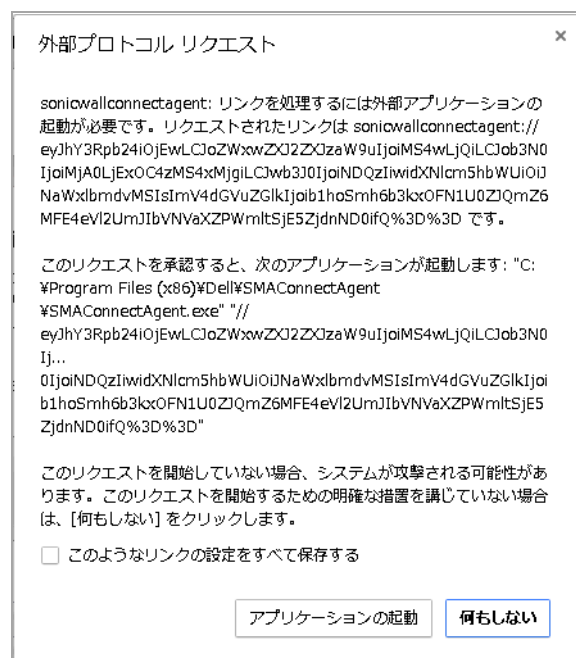 外部プロトコル リクエスト
×
sonicwallconnectagent: リンクを処理するには外部アプリケーションの
起動が必要です。リクエストされたリンクは sonicwallconnectagent://
eyJhY3Rpb24iOjEwLCJoZWxwZXJ2ZXJzaW9uIjoiMS4wLjQiLCJob3N0
IjoiMjA0LjExOC4zMS4xMjgiLCJwb3J0IjoiNDQzIiwidXNlcm5hbWUiOiJ
NaWxlbmdvMSIsImV4dGVuZGlkIjoib1hoSmh6b3kxOFN1U0ZJQmZ6
MFE4eVl2UmJIbVNVaXZPWmltSjE5ZjdnND0ifQ%3D%3D です。
このリクエストを承認すると、次のアプリケーションが起動します: "C:
¥Program Files (x86)¥Dell¥SMAConnectAgent
¥SMAConnectAgent.exe" "//
eyJhY3Rpb24iOjEwLCJoZWxwZXJ2ZXJzaW9uIjoiMS4wLjQiLCJob3N0
Ij...
0IjoiNDQzIiwidXNlcm5hbWUiOiJNaWxlbmdvMSIsImV4dGVuZGlkIjoi
b1hoSmh6b3kxOFN1U0ZJQmZ6MFE4eVl2UmJIbVNVaXZPWmltSjE5
ZjdnND0ifQ%3D%3D"
このリクエストを開始していない場合、システムが攻撃される可能性があ
ります。このリクエストを開始するための明確な措置を講じていない場合
は、[何もしない] をクリックします。
このようなリンクの設定をすべて保存する
アプリケーションの起動
何もしない